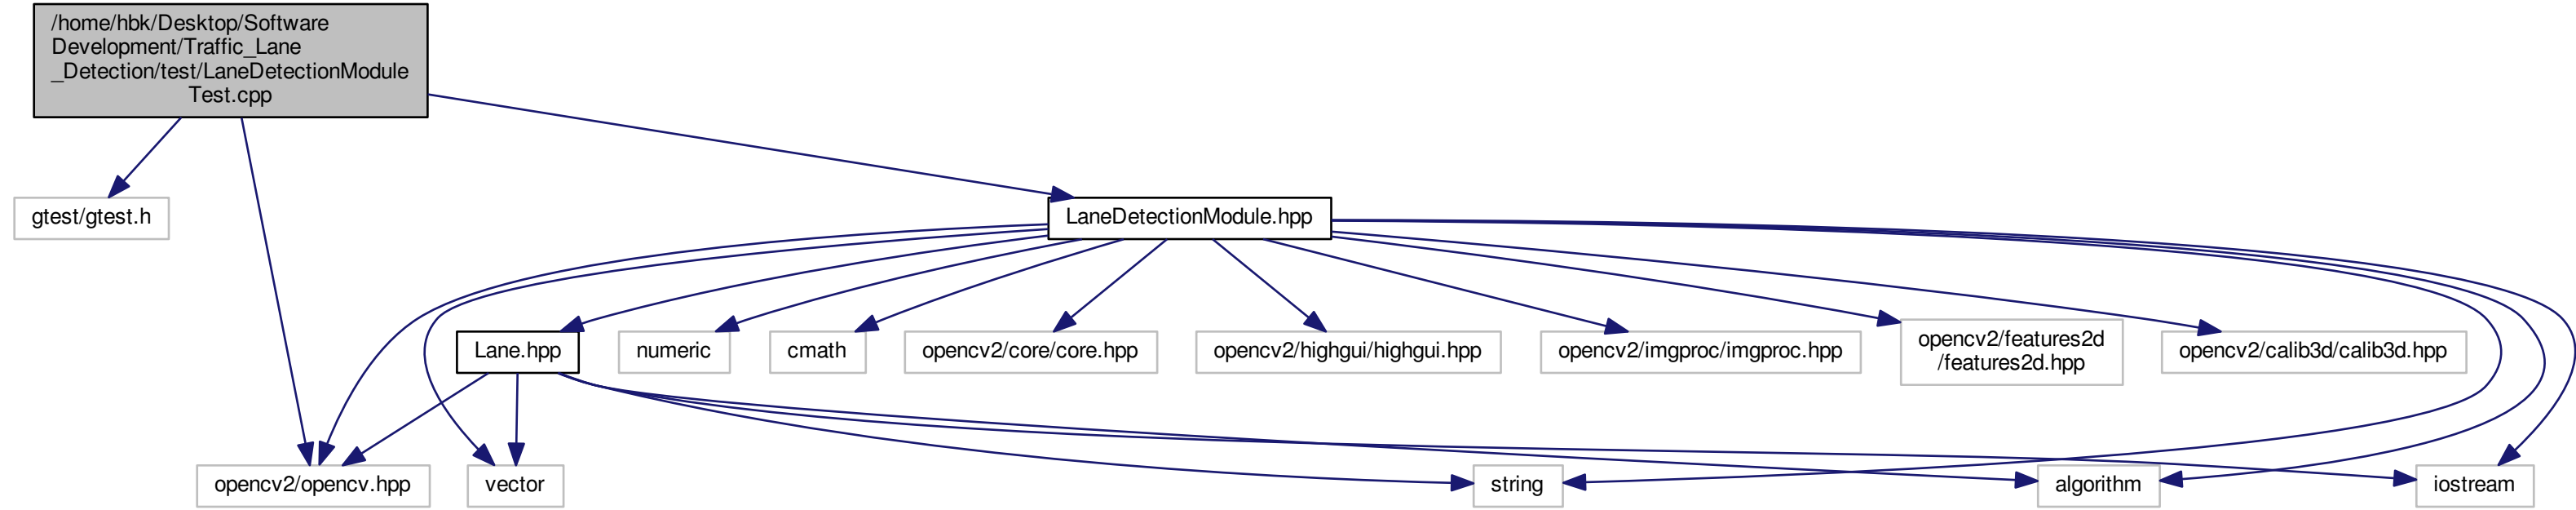 /home/hbk/Desktop/Software
Development/Traffic_Lane
_Detection/test/LaneDetectionModule
Test.cpp
gtest/gtest.h
LaneDetectionModule.hpp
Lane.hpp
numeric
cmath
opencv2/core/core.hpp
opencv2/highgui/highgui.hpp
opencv2/imgproc/imgproc.hpp
opencv2/features2d
/features2d.hpp
opencv2/calib3d/calib3d.hpp
opencv2/opencv.hpp
vector
string
algorithm
iostream